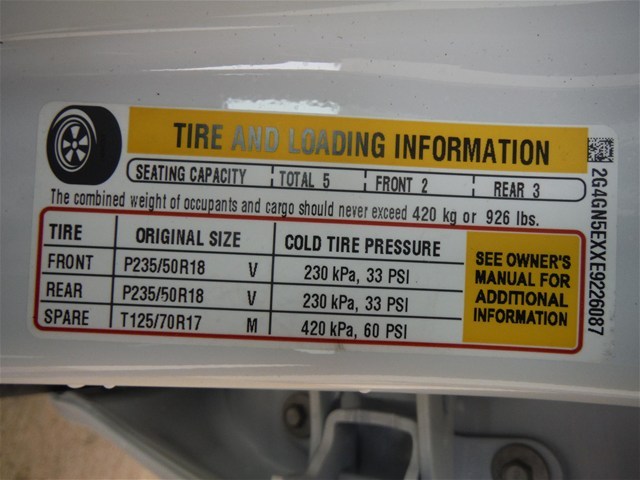 TIRE AND LOADING INFORMATION
SEATING CAPACITY TOTAL 5 FRONT 2 REAR 3
The combined weight of occupants and cargo should never exceed 420 kg or 926 lbs.
TIRE ORIGINAL SIZE COLD TIRE PRESSURE
FRONT P235/50R18 V 230 kPa, 33 PSI
REAR P235/50R18 V 230 kPa, 33 PSI
SPARE T125/70R17 M 420 kPa, 60 PSI
SEE OWNER'S
MANUAL FOR
ADDITIONAL
INFORMATION
2G4GN5EXXE9226087